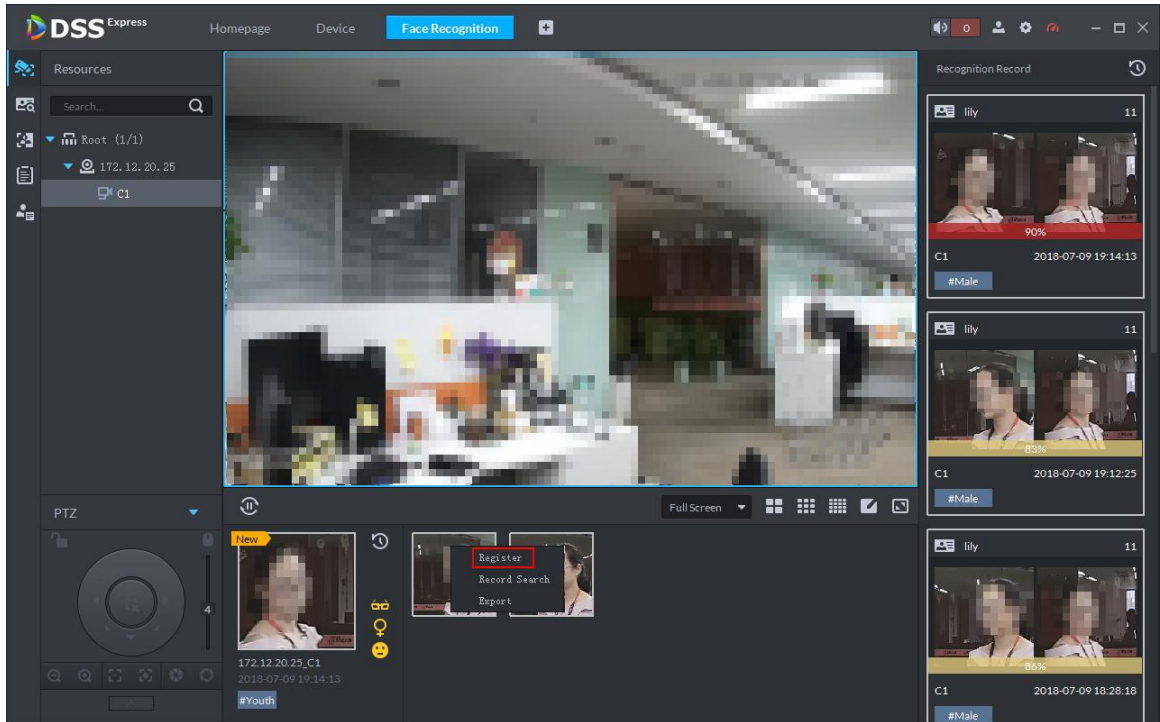 DSS Express
Homepage
Device
Face Recognition
0
Resources
Search...
Root (1/1)
172.12.20.25
C1
PTZ
4
Full Screen
New
172.12.20.25_C1
2018-07-09 19:14:13
#Youth
Register
Record Search
Export
Recognition Record
lily 11
90%
C1 2018-07-09 19:14:13
#Male
lily 11
83%
C1 2018-07-09 19:12:25
#Male
lily 11
86%
C1 2018-07-09 18:28:18
#Male